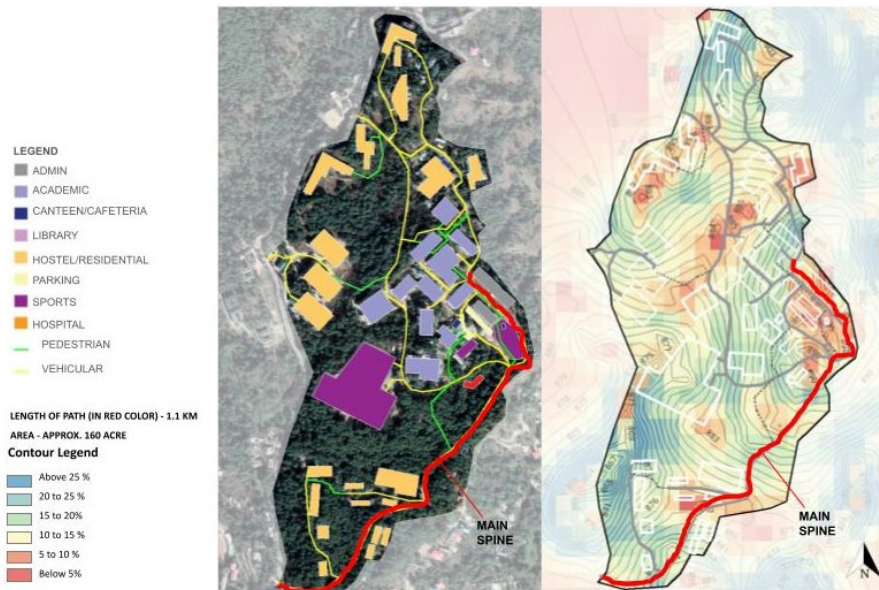 LEGEND
ADMIN
ACADEMIC
CANTEEN/CAFETERIA
LIBRARY
HOSTEL/RESIDENTIAL
PARKING
SPORTS
HOSPITAL
PEDESTRIAN
VEHICULAR
LENGTH OF PATH (IN RED COLOR) - 1.1 KM
AREA - APPROX. 160 ACRE
Contour Legend
Above 25 %
20 to 25 %
15 to 20%
10 to 15 %
5 to 10 %
Below 5%
MAIN
SPINE
MAIN
SPINE
N